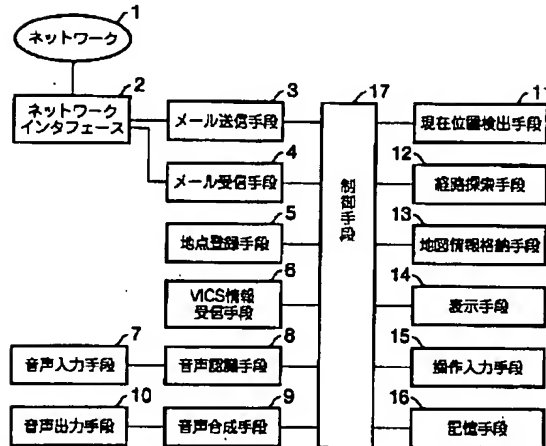 1
ネットワーク
2
ネットワーク
インタフェース
3
メール送信手段
4
メール受信手段
5
地点登録手段
6
VICS情報
受信手段
7
音声入力手段
8
音声認識手段
10
音声出力手段
9
音声合成手段
17
制御手段
11
現在位置検出手段
12
経路探索手段
13
地図情報格納手段
14
表示手段
15
操作入力手段
16
記憶手段